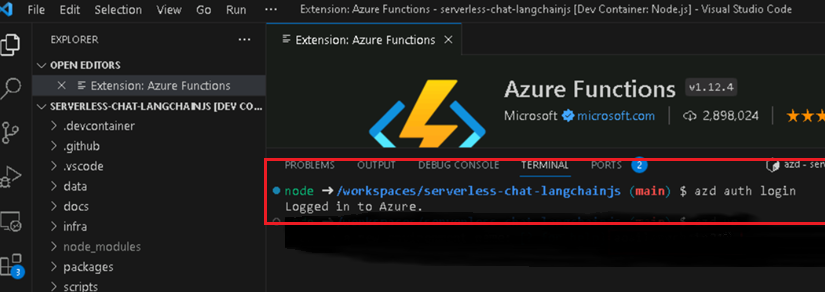 File Edit Selection View Go ··· Extension: Azure Functions - serverless-chat-langchainjs [Dev Container: Node.js] - Visual Studio Code
EXPLORER ···
Extension: Azure Functions
OPEN EDITORS
Extension: Azure Functions
SERVERLESS-CHAT-LANGCHAINJS [DEV CO...
.devcontainer
.github
.vscode
data
docs
infra
node_modules
packages
scripts
3
Azure Functions v1.12.4
Microsoft microsoft.com 2,898,024
PROBLEMS OUTPUT DEBUG CONSOLE TERMINAL PORTS 2 azd - ser
node ➜ /workspaces/serverless-chat-langchainjs (main) $ azd auth login
Logged in to Azure.